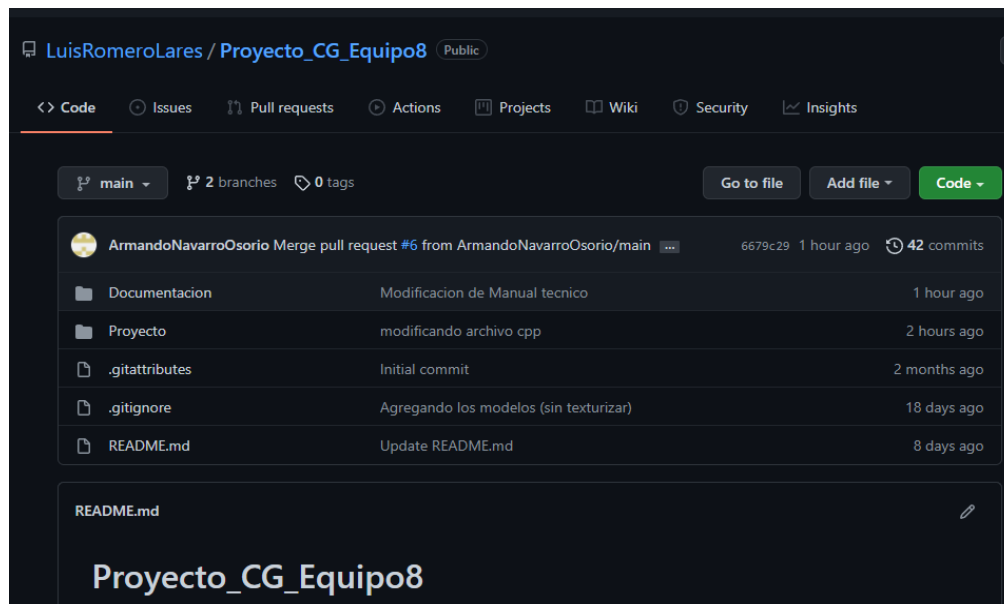 LuisRomeroLares / Proyecto_CG_Equipo8 Public
<> Code Issues Pull requests Actions Projects Wiki Security Insights
main 2 branches 0 tags Go to file Add file Code
ArmandoNavarroOsorio Merge pull request #6 from ArmandoNavarroOsorio/main ... 6679c29 1 hour ago 42 commits
Documentacion Modificacion de Manual tecnico 1 hour ago
Proyecto modificando archivo cpp 2 hours ago
.gitattributes Initial commit 2 months ago
.gitignore Agregando los modelos (sin texturizar) 18 days ago
README.md Update README.md 8 days ago
README.md
Proyecto_CG_Equipo8